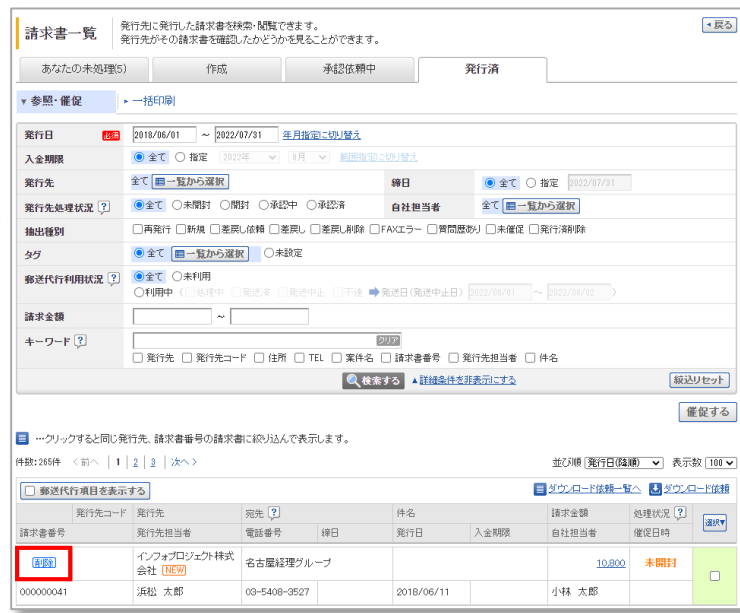 請求書一覧
発行先に発行した請求書を検索・閲覧できます。
発行先がその請求書を確認したかどうかを見ることができます。
戻る
あなたの未処理(5) 作成 承認依頼中 発行済
参照・催促 一括印刷
発行日 必須 2018/06/01 ～ 2022/07/31 年月指定に切り替え
入金期限 全て 指定 2022年 8月 範囲指定に切り替え
発行先 全て 一覧から選択 締日 全て 指定 2022/07/31
発行先処理状況 ? 全て 未開封 開封 承認中 承認済 自社担当者 全て 一覧から選択
抽出種別 再発行 新規 差戻し依頼 差戻し 差戻し削除 FAXエラー 質問履歴あり 未催促 発行済削除
タグ 全て 一覧から選択 未設定
郵送代行利用状況 ? 全て 未利用
利用中 ( 処理中 発送済 発送中止 不達 発送日(発送中止日) 2022/08/01 ～ 2022/08/02 )
請求金額 ～
キーワード ? クリア
発行先 発行先コード 住所 TEL 案件名 請求書番号 発行先担当者 件名
検索する ▲詳細条件を非表示にする 絞込リセット
催促する
…クリックすると同じ発行先、請求書番号の請求書に絞り込んで表示します。
件数:265件 <前へ | 1 | 2 | 3 | 次へ> 並び順 発行日(降順) 表示数 100
郵送代行項目を表示する ダウンロード依頼一覧へ ダウンロード依頼
発行先コード 発行先 宛先 ? 件名 請求金額 処理状況 ? 選択▼
請求書番号 発行先担当者 電話番号 締日 発行日 入金期限 自社担当者 催促日時
削除 インフォプロジェクト株式 名古屋経理グループ 10,800 未開封
会社 NEW
000000041 浜松 太郎 03-5408-3527 2018/06/11 小林 太郎